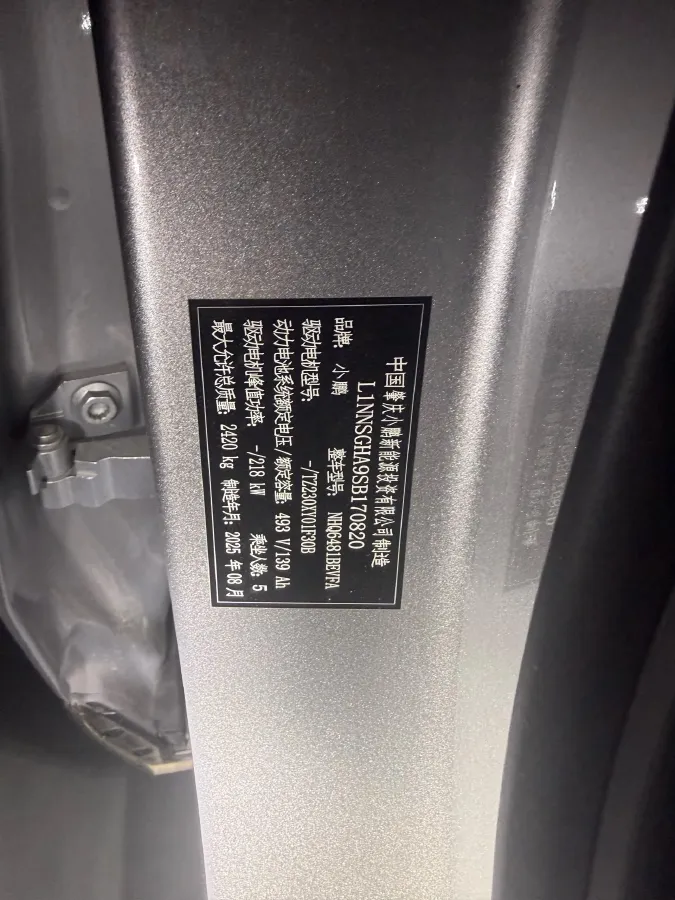 中国肇庆小鹏新能源投资有限公司制造
L1NNSGHA9SB170820
品牌: 小鹏 整车型号: NHQ6481BEVFA
驱动电机型号: -/TZ230XY01F30B
动力电池系统额定电压/额定容量: 493 V/139 Ah
驱动电机峰值功率: -/218 kW 乘坐人数: 5
最大允许总质量: 2420 kg 制造年月: 2025 年 08 月